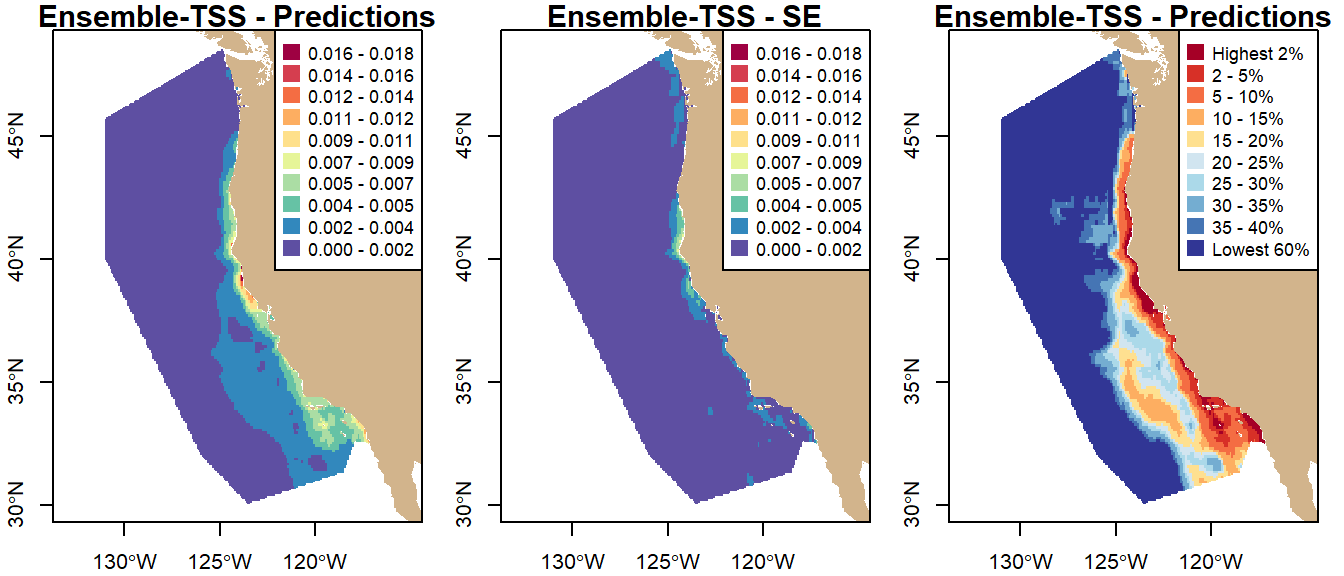 Ensemble-TSS - Predictions
0.016 - 0.018
0.014 - 0.016
0.012 - 0.014
0.011 - 0.012
0.009 - 0.011
0.007 - 0.009
0.005 - 0.007
0.004 - 0.005
0.002 - 0.004
0.000 - 0.002
45°N
40°N
35°N
30°N
130°W 125°W 120°W
Ensemble-TSS - SE
0.016 - 0.018
0.014 - 0.016
0.012 - 0.014
0.011 - 0.012
0.009 - 0.011
0.007 - 0.009
0.005 - 0.007
0.004 - 0.005
0.002 - 0.004
0.000 - 0.002
45°N
40°N
35°N
30°N
130°W 125°W 120°W
Ensemble-TSS - Predictions
Highest 2%
2 - 5%
5 - 10%
10 - 15%
15 - 20%
20 - 25%
25 - 30%
30 - 35%
35 - 40%
Lowest 60%
45°N
40°N
35°N
30°N
130°W 125°W 120°W